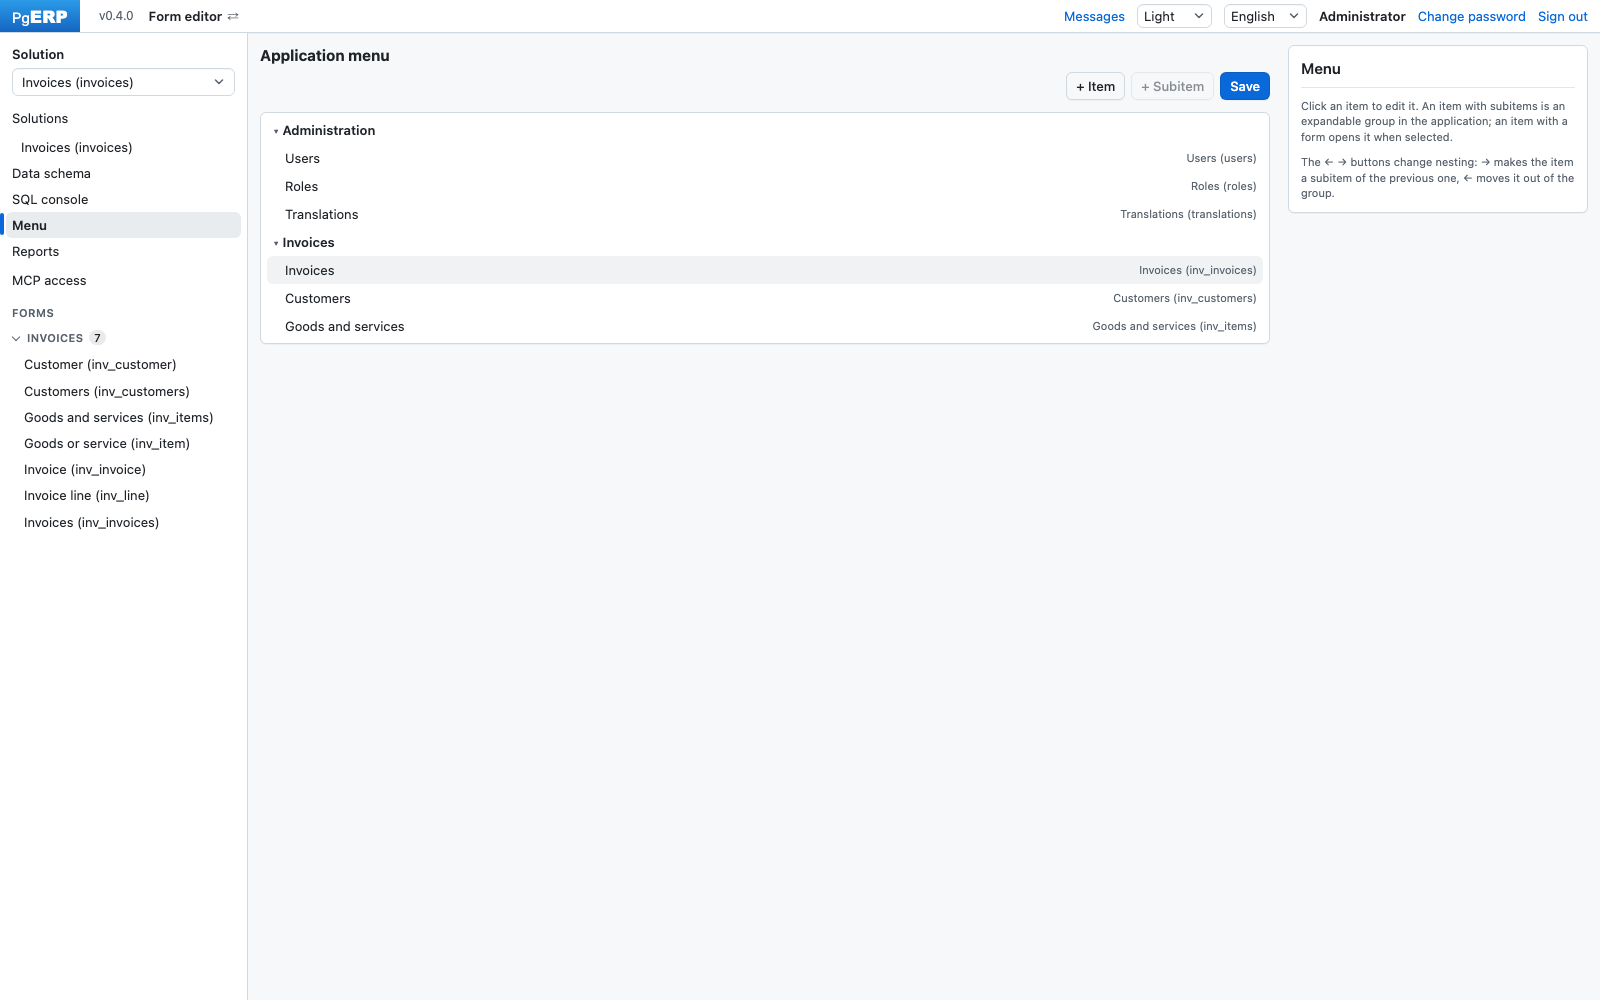 PgERP v0.4.0 Form editor ⇄ Messages Light English Administrator Change password Sign out
Solution
Invoices (invoices)
Solutions
Invoices (invoices)
Data schema
SQL console
Menu
Reports
MCP access
FORMS
INVOICES 7
Customer (inv_customer)
Customers (inv_customers)
Goods and services (inv_items)
Goods or service (inv_item)
Invoice (inv_invoice)
Invoice line (inv_line)
Invoices (inv_invoices)
Application menu
+ Item + Subitem Save
Administration
Users Users (users)
Roles Roles (roles)
Translations Translations (translations)
Invoices
Invoices Invoices (inv_invoices)
Customers Customers (inv_customers)
Goods and services Goods and services (inv_items)
Menu
Click an item to edit it. An item with subitems is an
expandable group in the application; an item with a
form opens it when selected.
The ← → buttons change nesting: → makes the item
a subitem of the previous one, ← moves it out of the
group.